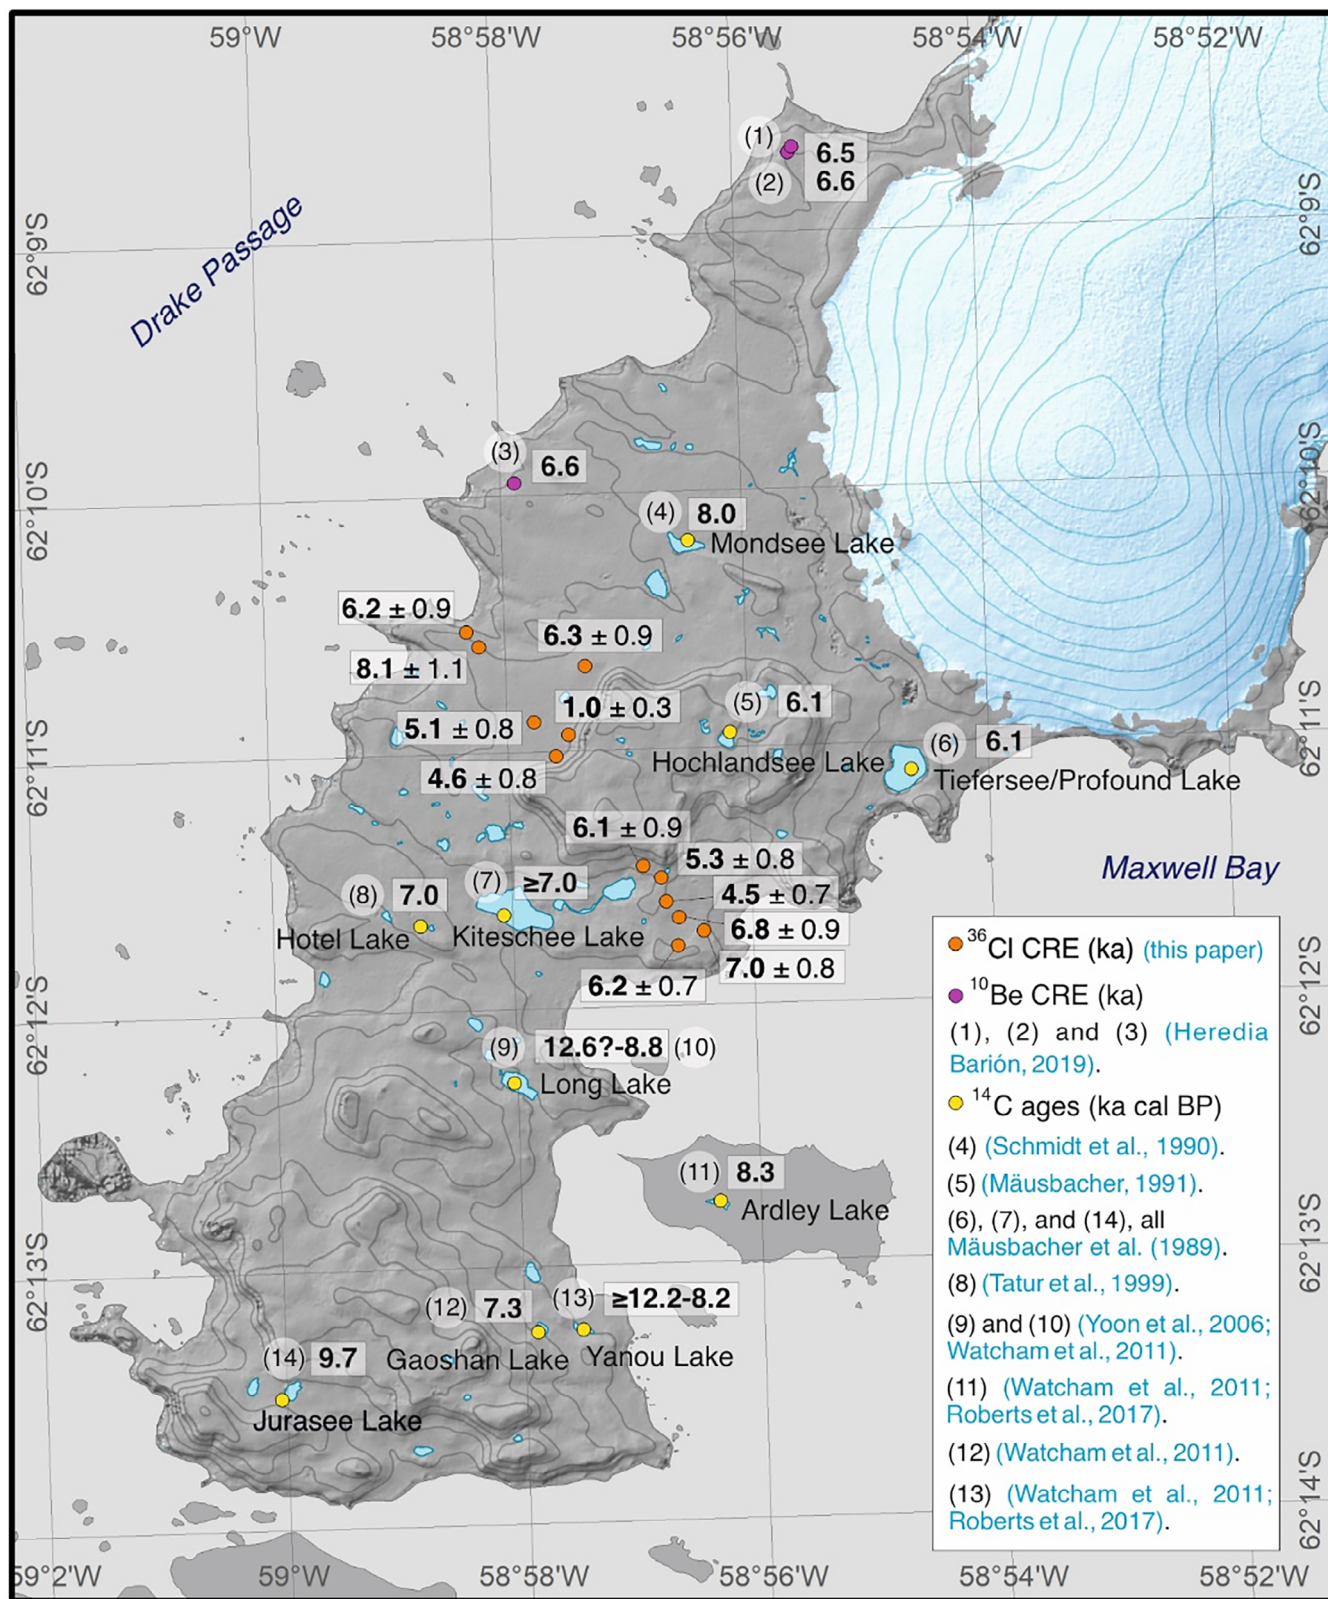 59°W
58°58'W
58°56'W
58°54'W
58°52'W
(1)
6.5
(2)
6.6
62°9'S
62°9'S
Drake Passage
(3)
6.6
62°10'S
62°10'S
(4)
8.0
Mondsee Lake
6.2 ± 0.9
6.3 ± 0.9
8.1 ± 1.1
1.0 ± 0.3
(5)
6.1
5.1 ± 0.8
62°11'S
62°11'S
(6)
6.1
Hochlandsee Lake
4.6 ± 0.8
Tiefersee/Profound Lake
6.1 ± 0.9
5.3 ± 0.8
Maxwell Bay
(7)
≥7.0
(8)
7.0
4.5 ± 0.7
6.8 ± 0.9
Hotel Lake
Kiteschee Lake
7.0 ± 0.8
6.2 ± 0.7
62°12'S
62°12'S
(9)
12.6?-8.8
(10)
Long Lake
(11)
8.3
Ardley Lake
62°13'S
62°13'S
(12)
7.3
(13)
≥12.2-8.2
(14)
9.7
Gaoshan Lake
Yanou Lake
Jurasee Lake
62°14'S
36Cl CRE (ka) (this paper)
10Be CRE (ka)
(1), (2) and (3) (Heredia
Barión, 2019).
14C ages (ka cal BP)
(4) (Schmidt et al., 1990).
(5) (Mäusbacher, 1991).
(6), (7), and (14), all
Mäusbacher et al. (1989).
(8) (Tatur et al., 1999).
(9) and (10) (Yoon et al., 2006;
Watcham et al., 2011).
(11) (Watcham et al., 2011;
Roberts et al., 2017).
(12) (Watcham et al., 2011).
(13) (Watcham et al., 2011;
Roberts et al., 2017).
59°2'W
59°W
58°58'W
58°56'W
58°54'W
58°52'W